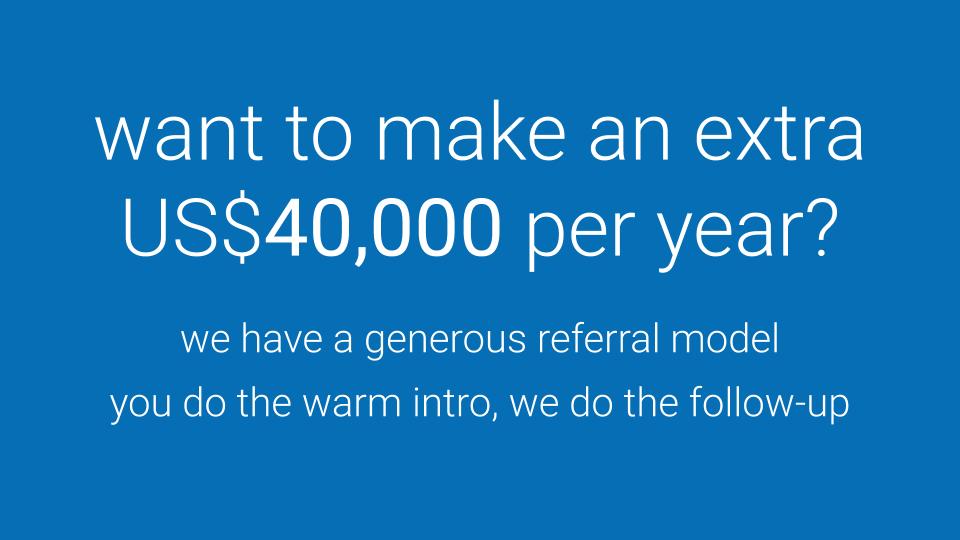 want to make an extra
US$40,000 per year?
we have a generous referral model
you do the warm intro, we do the follow-up